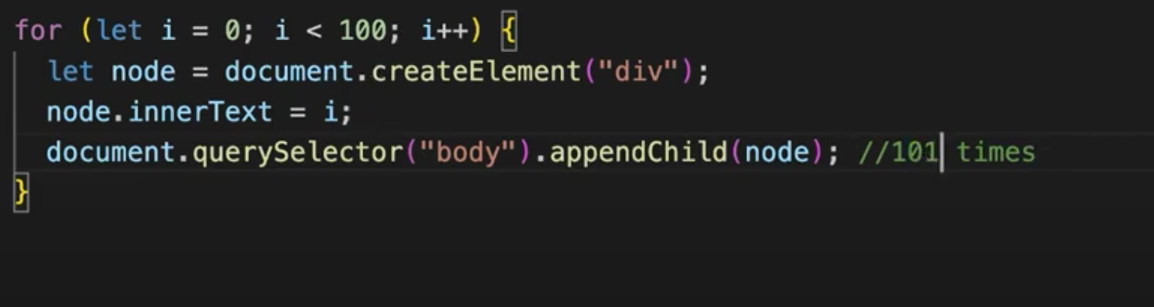 for (let i = 0; i < 100; i++) {
  let node = document.createElement("div");
  node.innerText = i;
  document.querySelector("body").appendChild(node); //101 times
}